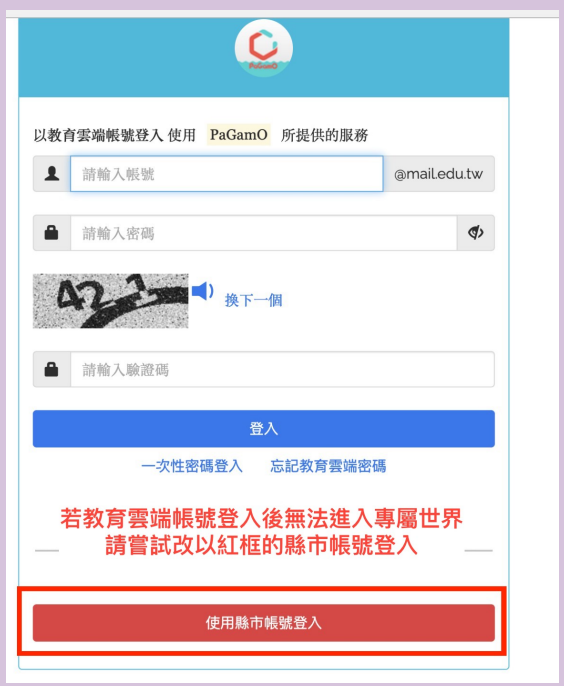 PaGamO
以教育雲端帳號登入 使用 PaGamO 所提供的服務
請輸入帳號 @mail.edu.tw
請輸入密碼
換下一個
請輸入驗證碼
登入
一次性密碼登入 忘記教育雲端密碼
若教育雲端帳號登入後無法進入專屬世界
請嘗試改以紅框的縣市帳號登入
使用縣市帳號登入